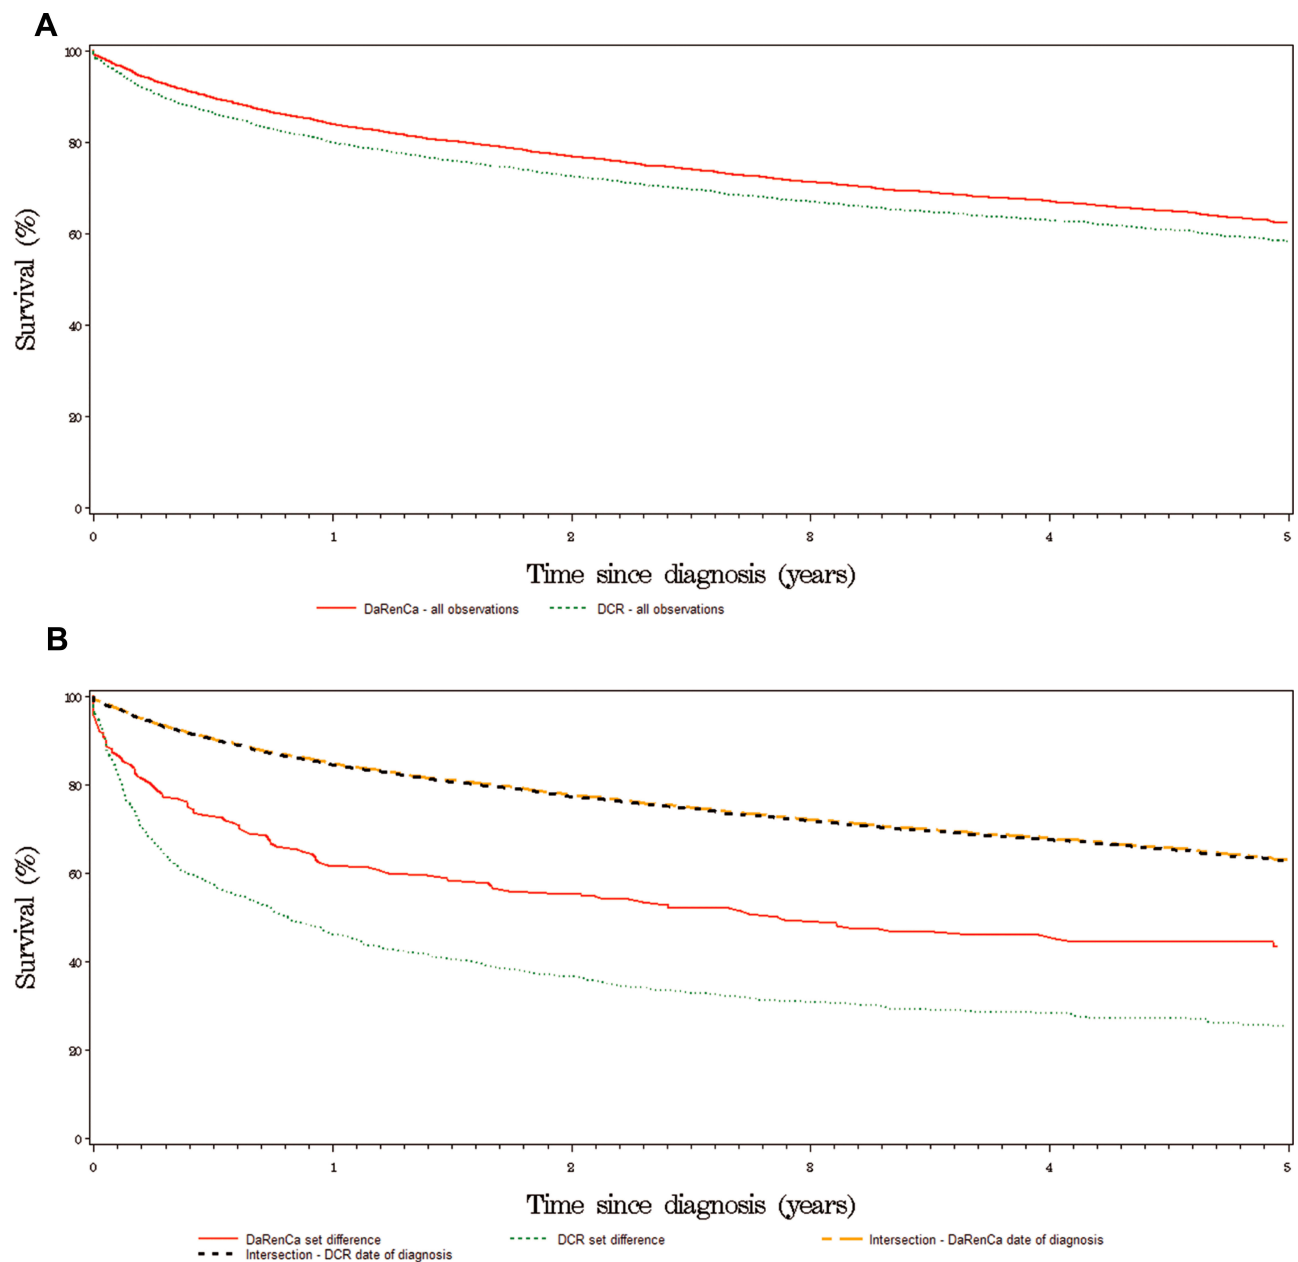 A
100
80
60
40
20
0
Survival (%)
0 1 2 3 4 5
Time since diagnosis (years)
DaRenCa - all observations DCR - all observations
B
100
80
60
40
20
0
Survival (%)
0 1 2 3 4 5
Time since diagnosis (years)
DaRenCa set difference DCR set difference Intersection - DaRenCa date of diagnosis
Intersection - DCR date of diagnosis